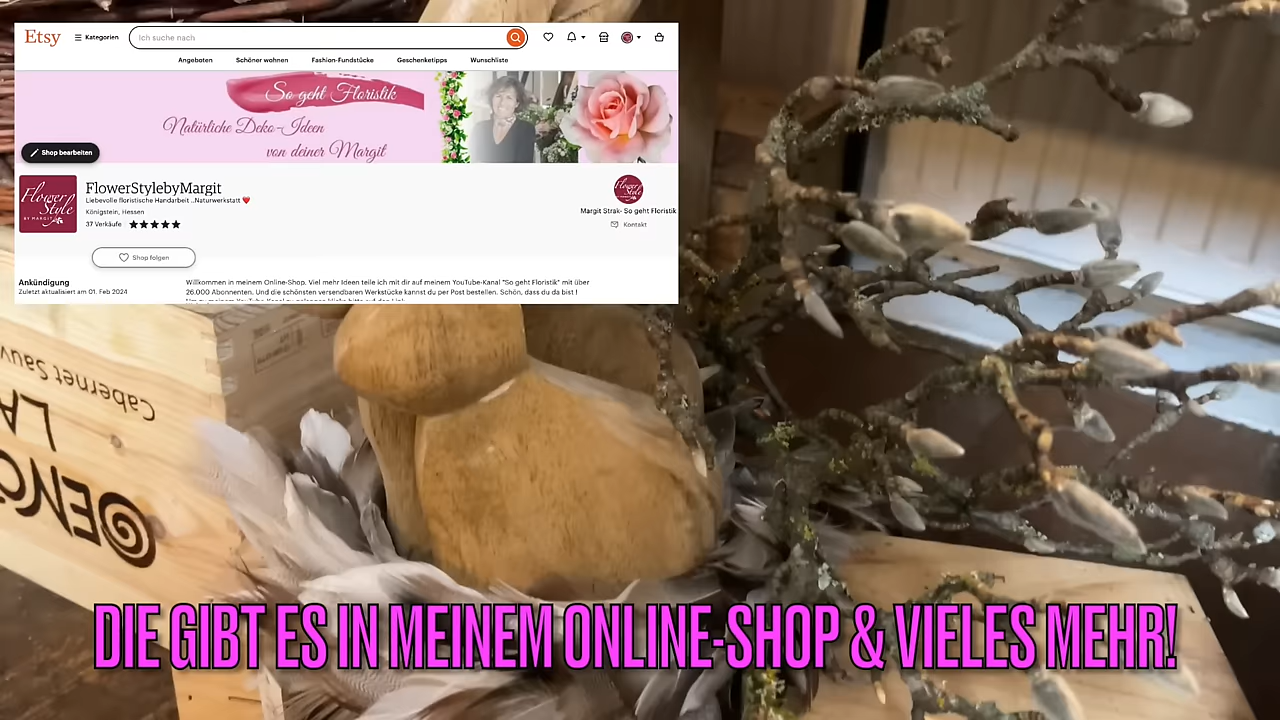 Etsy
Kategorien
Ich suche nach
Angeboten
Schöner wohnen
Fashion-Fundstücke
Geschenketipps
Wunschliste
So geht Floristik
Natürliche Deko-Ideen
von deiner Margit
Shop bearbeiten
Flower
Style
BY MARGIT
FlowerStylebyMargit
Liebevolle floristische Handarbeit ..Naturwerkstatt ❤️
Königstein, Hessen
37 Verkäufe ★★★★★
Margit Strak- So geht Floristik
Kontakt
Shop folgen
Ankündigung
Zuletzt aktualisiert am 01. Feb 2024
Willkommen in meinem Online-Shop. Viel mehr Ideen teile ich mit dir auf meinem YouTube-Kanal "So geht Floristik" mit über
26.000 Abonnenten. Und die schönsten versendbaren Werkstücke kannst du per Post bestellen. Schön, dass du da bist !
Cabernet Sauv
LA
DIE GIBT ES IN MEINEM ONLINE-SHOP & VIELES MEHR!